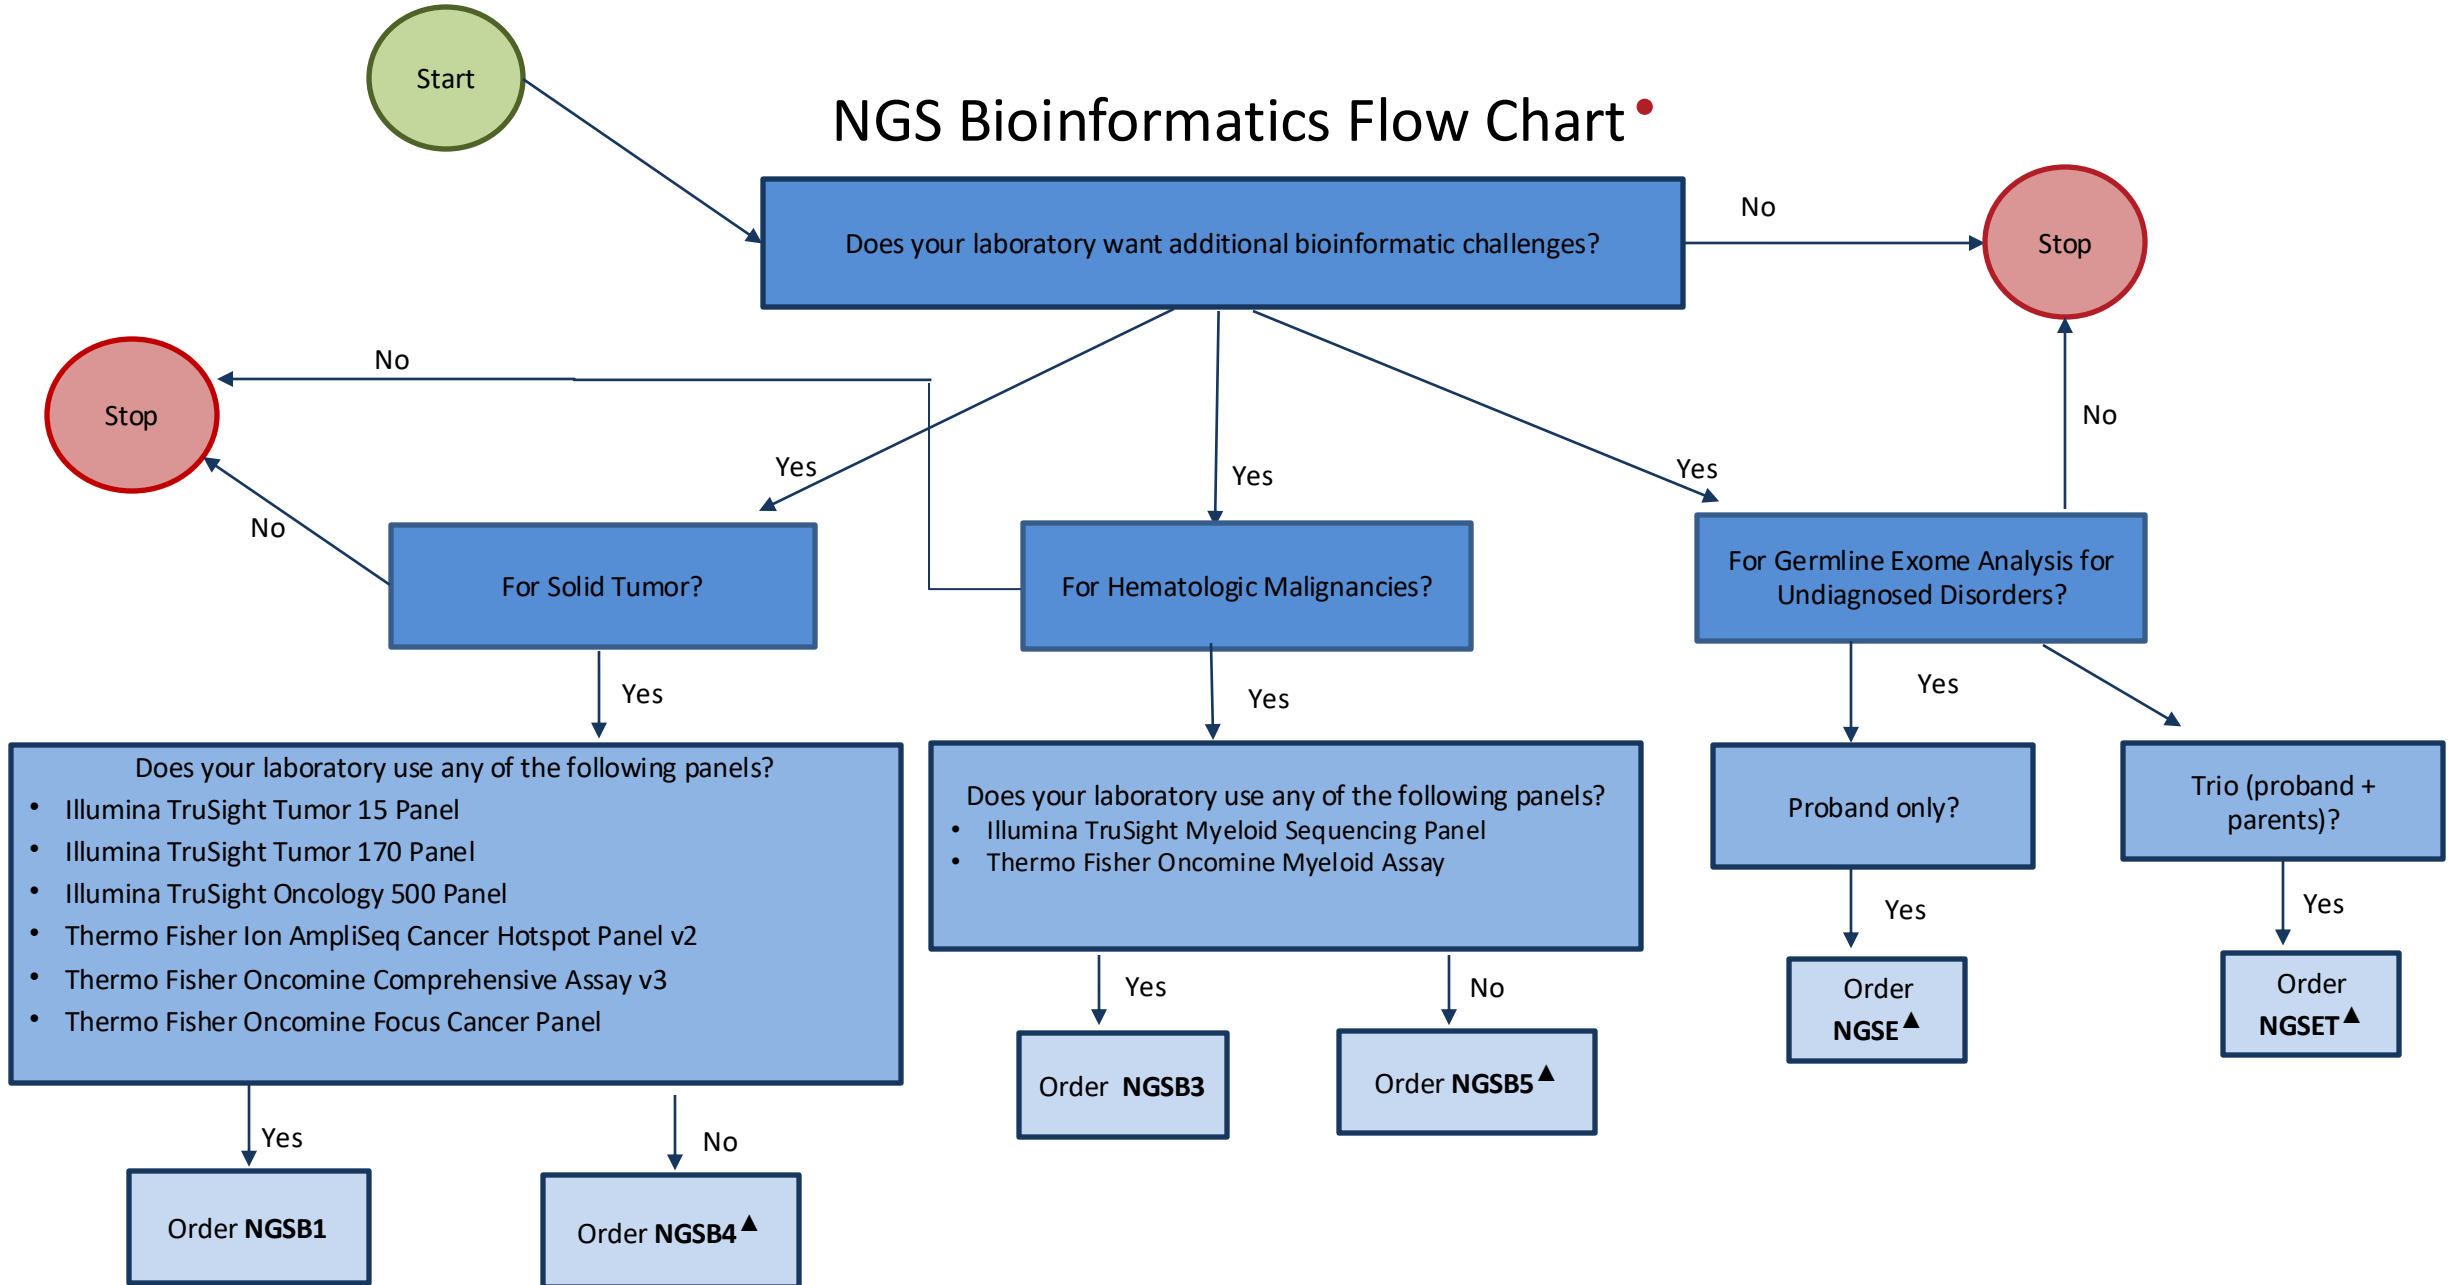 Start
NGS Bioinformatics Flow Chart •
Does your laboratory want additional bioinformatic challenges?
No
Stop
No
Stop
No
Yes
Yes
Yes
No
For Solid Tumor?
For Hematologic Malignancies?
For Germline Exome Analysis for
Undiagnosed Disorders?
Yes
Yes
Yes
Does your laboratory use any of the following panels?
• Illumina TruSight Tumor 15 Panel
• Illumina TruSight Tumor 170 Panel
• Illumina TruSight Oncology 500 Panel
• Thermo Fisher Ion AmpliSeq Cancer Hotspot Panel v2
• Thermo Fisher Oncomine Comprehensive Assay v3
• Thermo Fisher Oncomine Focus Cancer Panel
Does your laboratory use any of the following panels?
• Illumina TruSight Myeloid Sequencing Panel
• Thermo Fisher Oncomine Myeloid Assay
Proband only?
Trio (proband +
parents)?
Yes
No
Yes
Yes
Order NGSB3
Order NGSB5▲
Order
NGSE▲
Order
NGSET▲
Yes
No
Order NGSB1
Order NGSB4▲